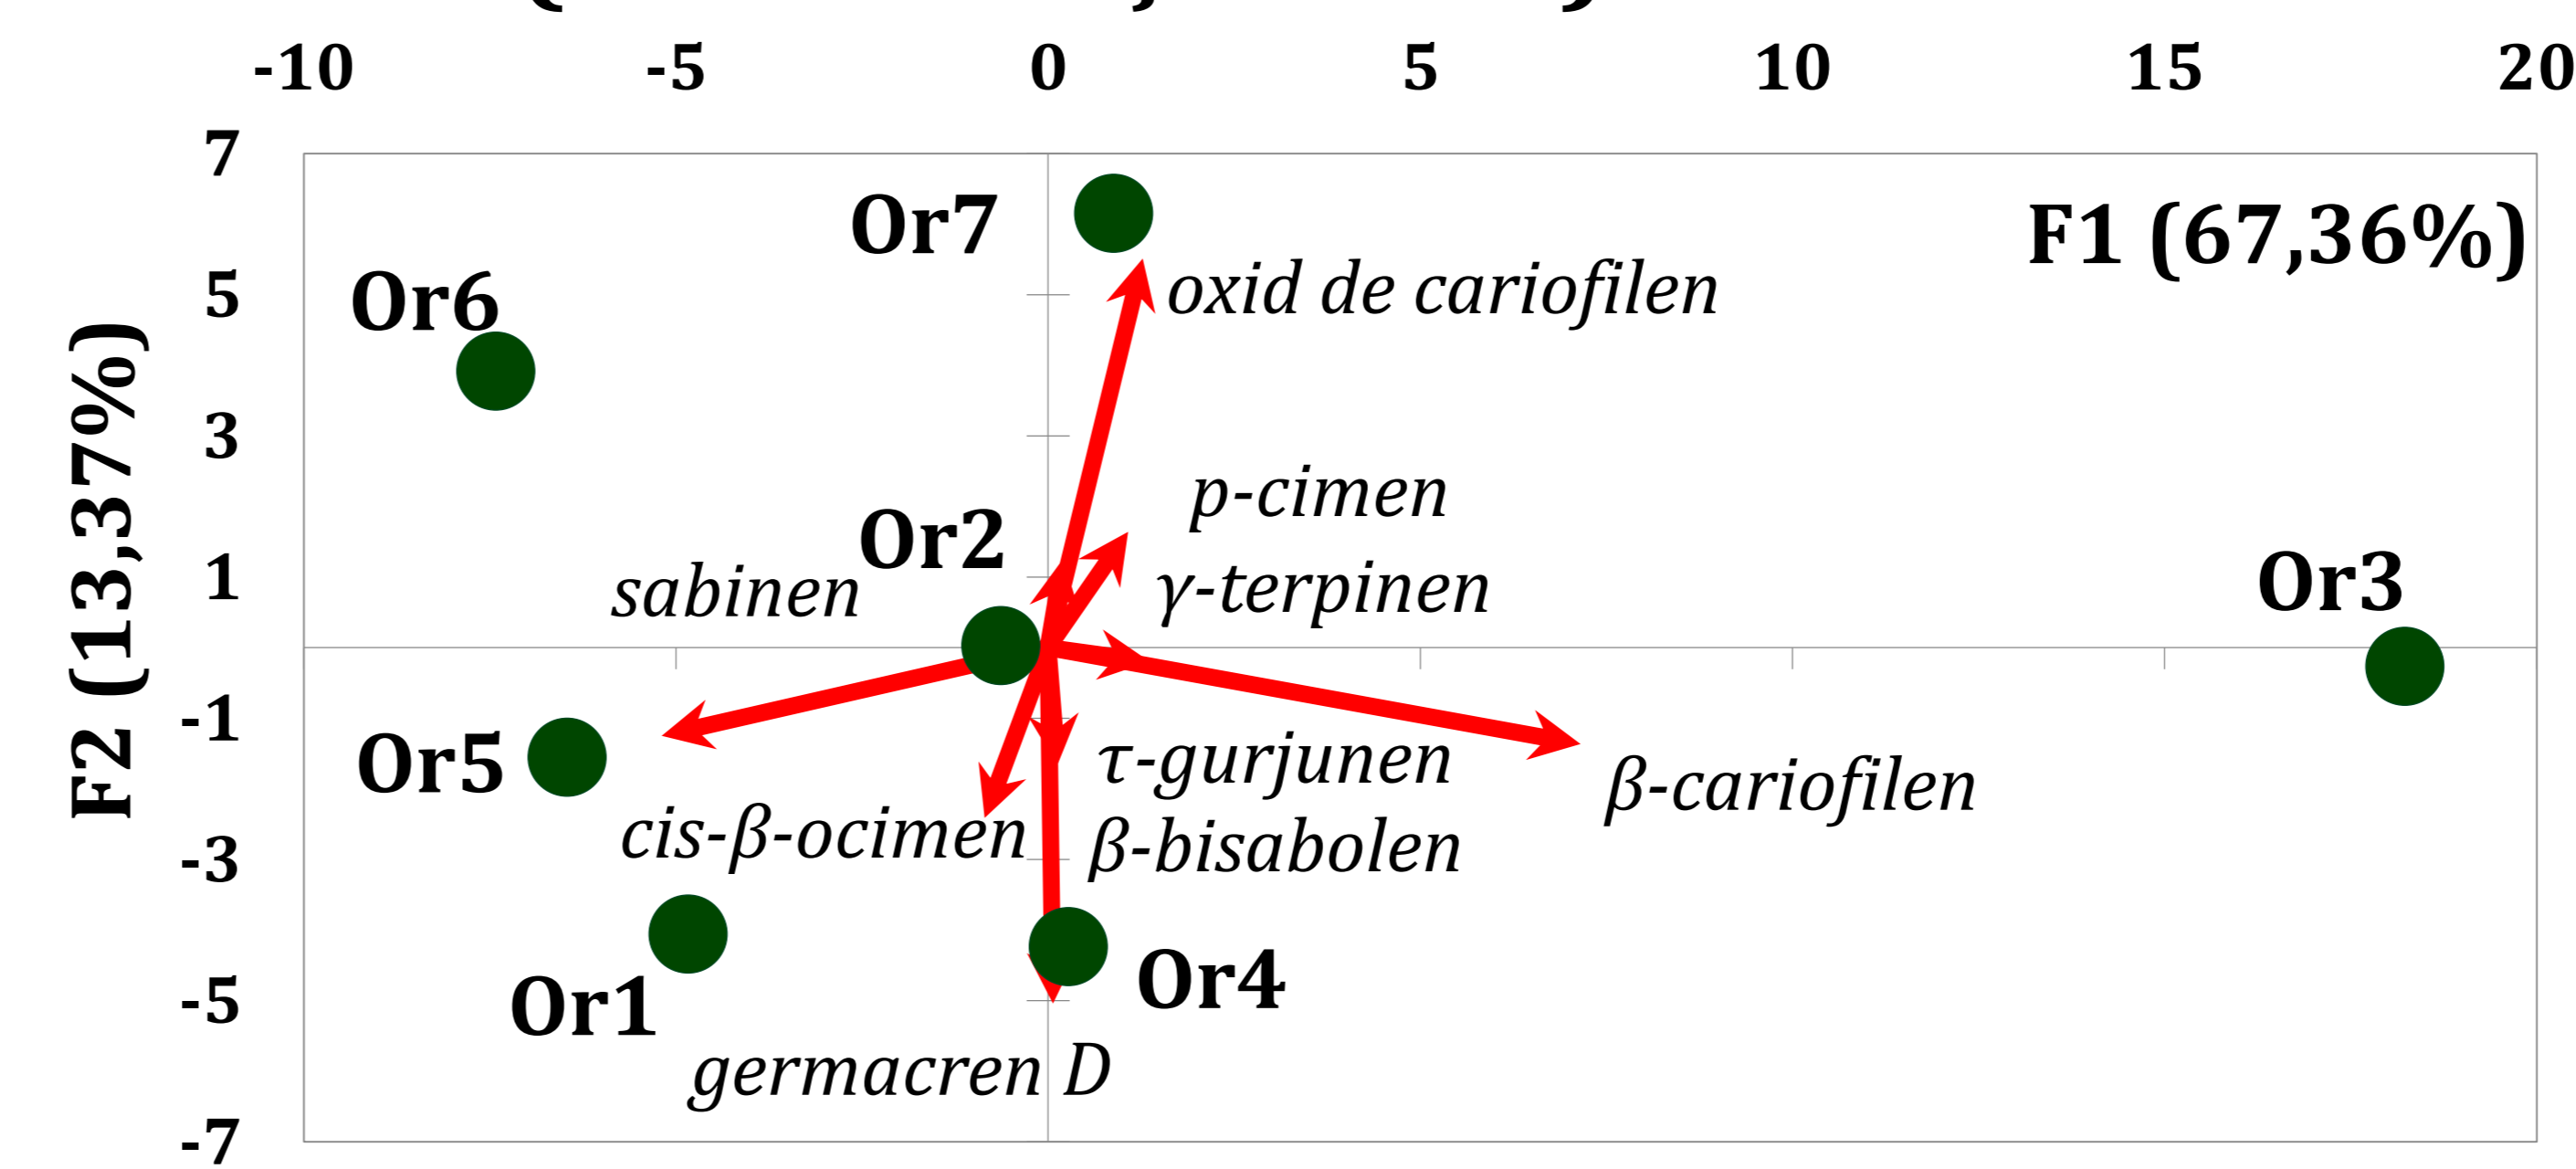 -10 -5 0 5 10 15 20
7
Or7
F1 (67,36%)
Or6
5
oxid de cariofilen
3
p-cimen
Or2
sabinen
1
γ-terpinen
Or3
F2 (13,37%)
-1
Or5
τ-gurjunen
β-cariofilen
cis-β-ocimen
β-bisabolen
-3
Or4
-5
Or1
germacren D
-7